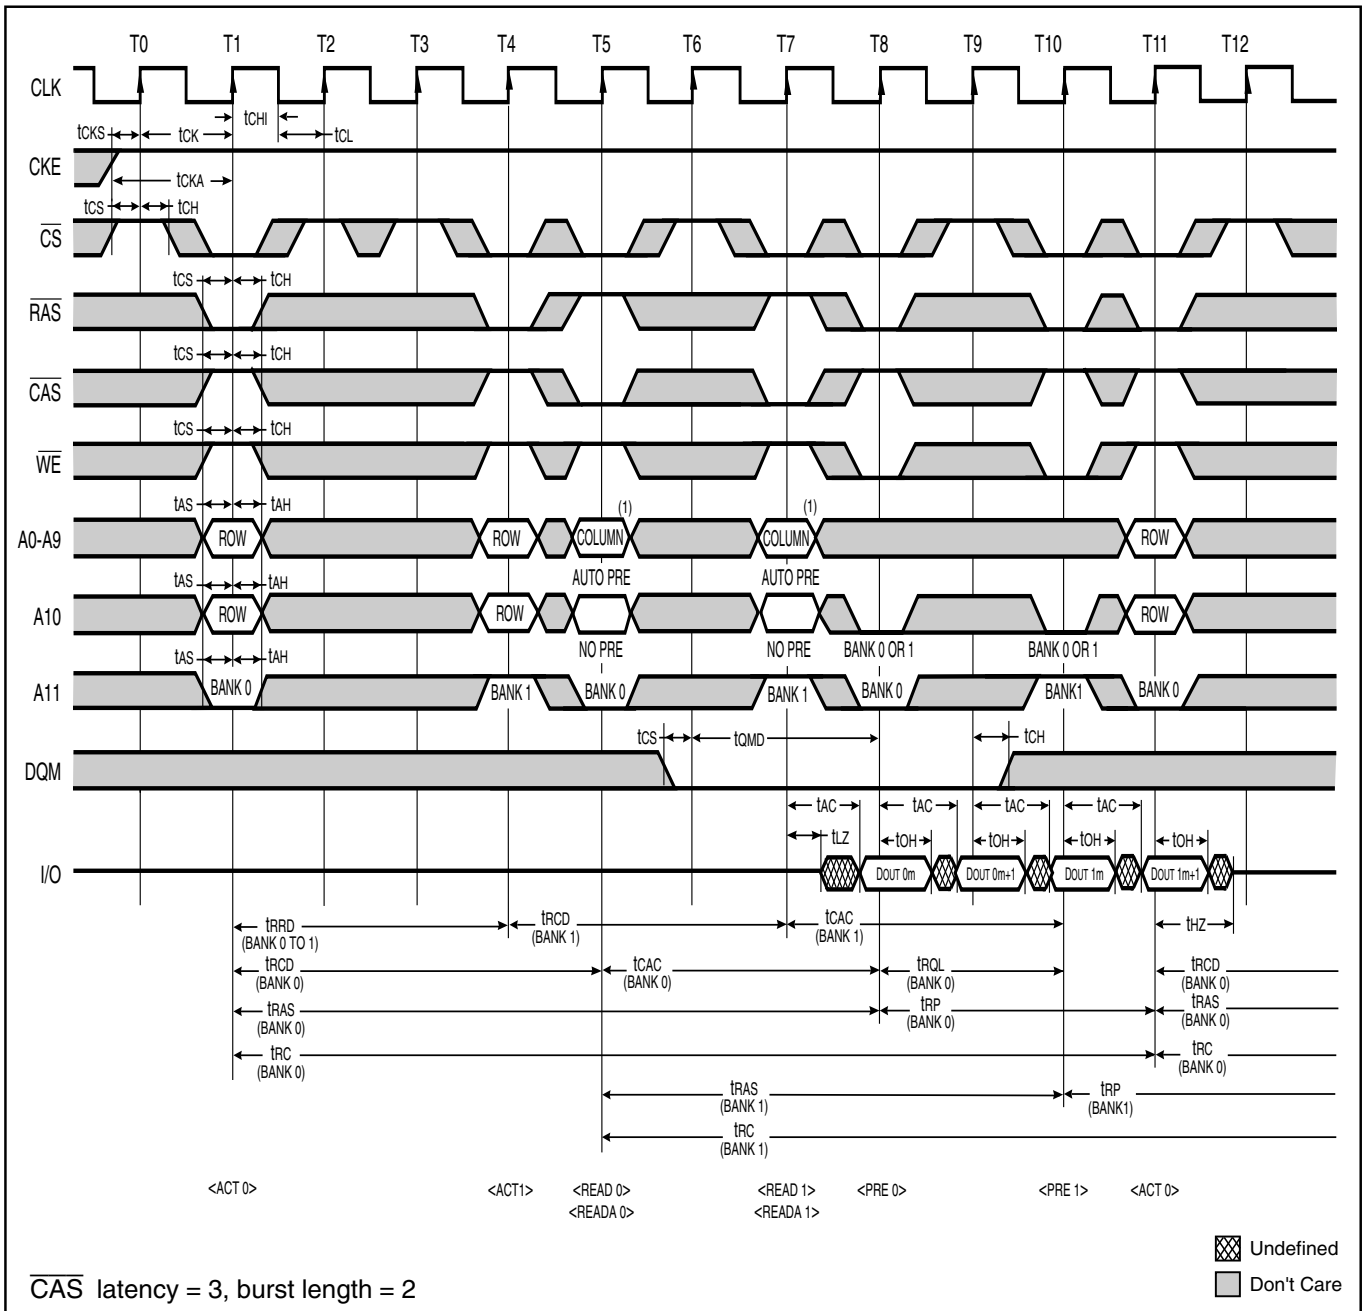 T0 T1 T2 T3 T4 T5 T6 T7 T8 T9 T10 T11 T12
CLK
tCHI
tCKS tCK tCL
CKE
tCKA
tCS tCH
CS
tCS tCH
RAS
tCS tCH
CAS
tCS tCH
WE
tAS tAH (1) (1)
A0-A9 ROW ROW COLUMN COLUMN ROW
tAS tAH AUTO PRE AUTO PRE
A10 ROW ROW ROW
NO PRE NO PRE BANK 0 OR 1 BANK 0 OR 1
tAS tAH
A11 BANK 0 BANK 1 BANK 0 BANK 1 BANK 0 BANK1 BANK 0
tCS tQMD tCH
DQM
tAC tAC tAC tAC
tLZ tOH tOH tOH tOH
I/O DOUT 0m DOUT 0m+1 DOUT 1m DOUT 1m+1
tRRD tRCD tCAC tHZ
(BANK 0 TO 1) (BANK 1) (BANK 1)
tRCD tCAC tRQL tRCD
(BANK 0) (BANK 0) (BANK 0) (BANK 0)
tRAS tRP tRAS
(BANK 0) (BANK 0) (BANK 0)
tRC tRC
(BANK 0) (BANK 0)
tRAS tRP
(BANK 1) (BANK1)
tRC
(BANK 1)
<ACT 0> <ACT1> <READ 0> <READ 1> <PRE 0> <PRE 1> <ACT 0>
<READA 0> <READA 1>
Undefined
Don't Care
CAS latency = 3, burst length = 2